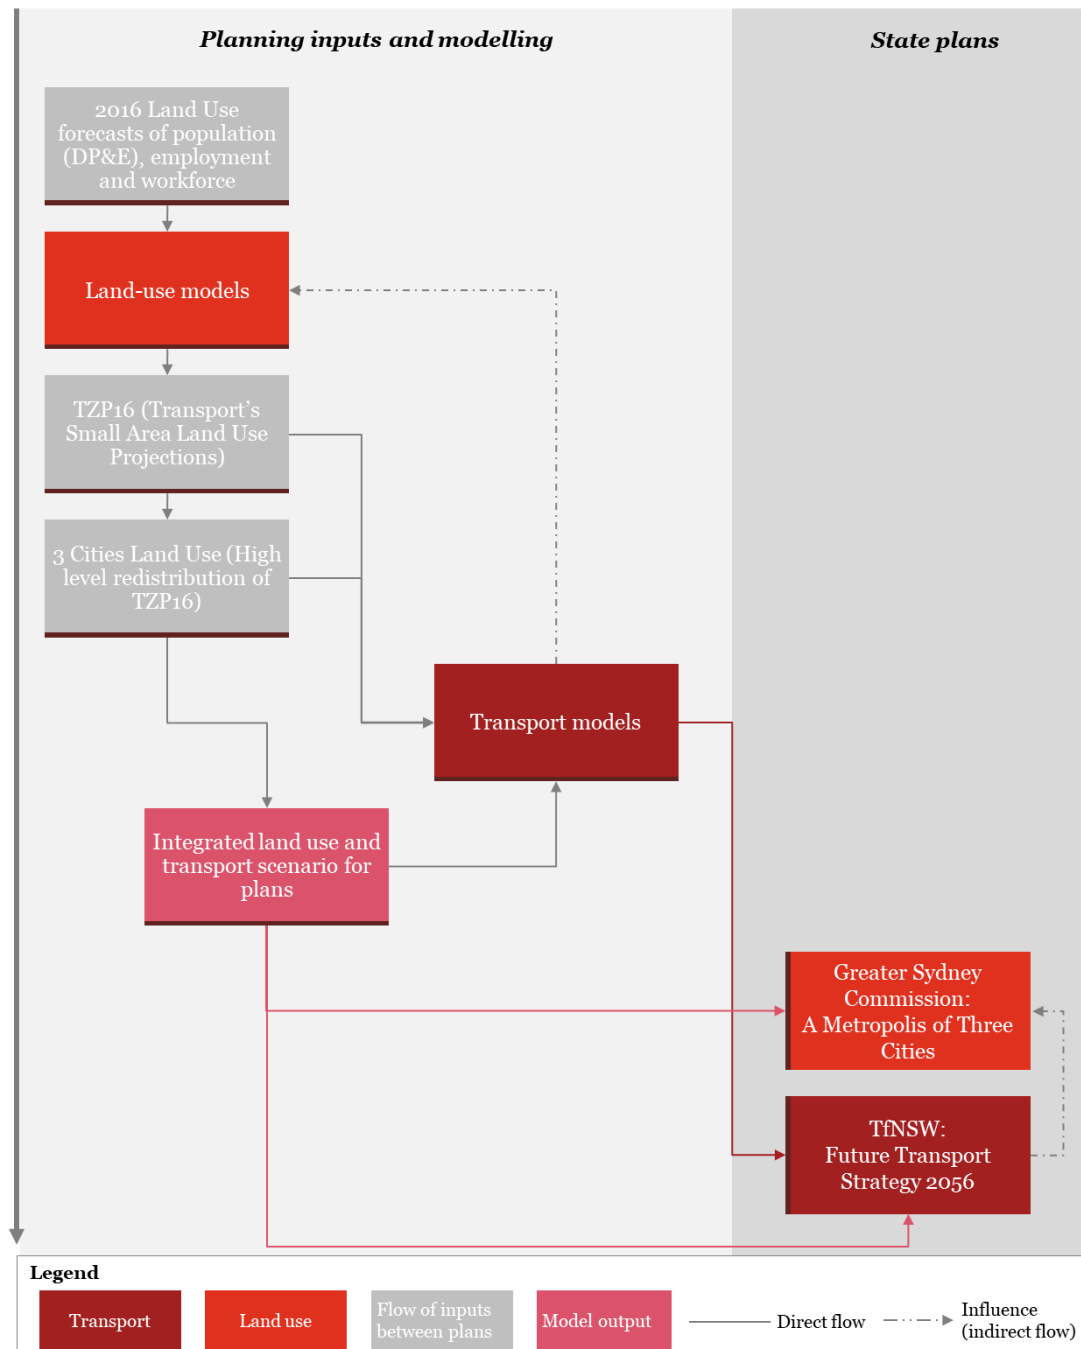 Planning inputs and modelling
State plans
2016 Land Use
forecasts of population
(DP&E), employment
and workforce
Land-use models
TZP16 (Transport’s
Small Area Land Use
Projections)
3 Cities Land Use (High
level redistribution of
TZP16)
Transport models
Integrated land use and
transport scenario for
plans
Greater Sydney
Commission:
A Metropolis of Three
Cities
TfNSW:
Future Transport
Strategy 2056
Legend
Transport
Land use
Flow of inputs
between plans
Model output
Direct flow
Influence
(indirect flow)